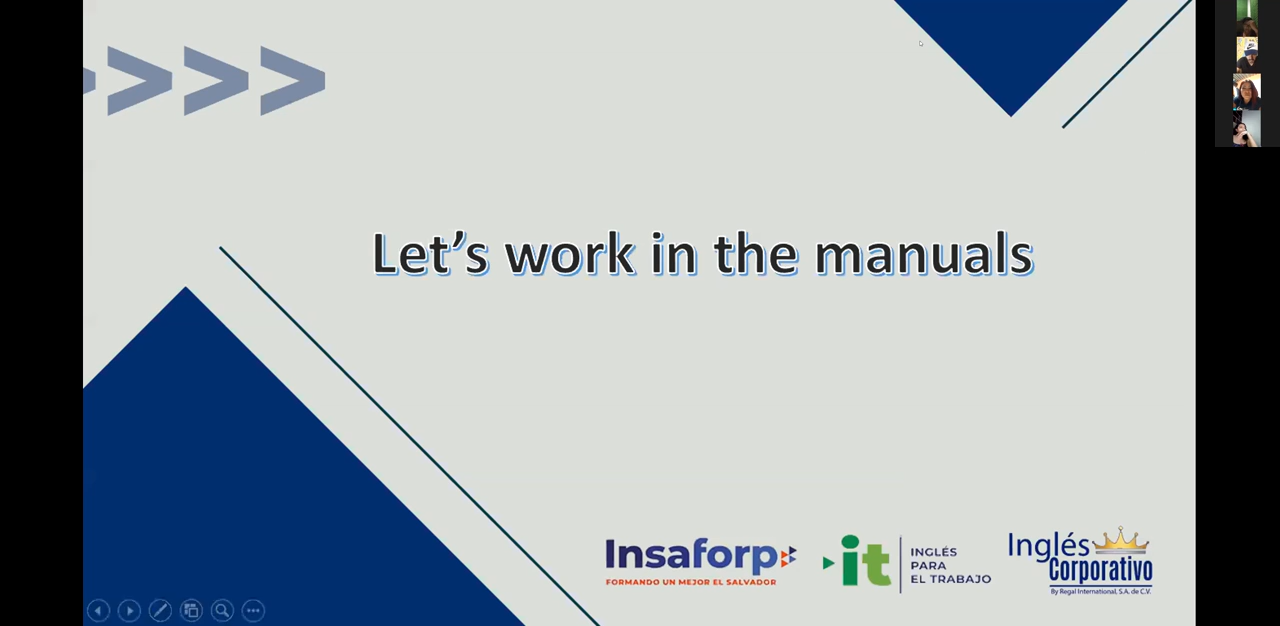 Let's work in the manuals
Insaforp
FORMANDO UN MEJOR EL SALVADOR
it
INGLÉS
PARA
EL TRABAJO
Inglés
Corporativo
By Regal International, S.A. de C.V.